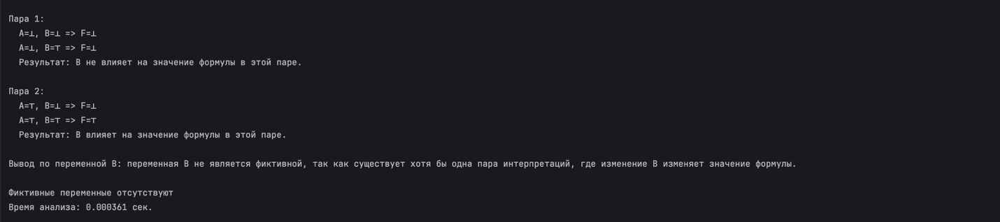 Пара 1:
A=⊥, B=⊥ => F=⊥
A=⊥, B=⊤ => F=⊥
Результат: B не влияет на значение формулы в этой паре.
Пара 2:
A=⊤, B=⊥ => F=⊥
A=⊤, B=⊤ => F=⊤
Результат: B влияет на значение формулы в этой паре.
Вывод по переменной B: переменная B не является фиктивной, так как существует хотя бы одна пара интерпретаций, где изменение B изменяет значение формулы.
Фиктивные переменные отсутствуют
Время анализа: 0.000361 сек.